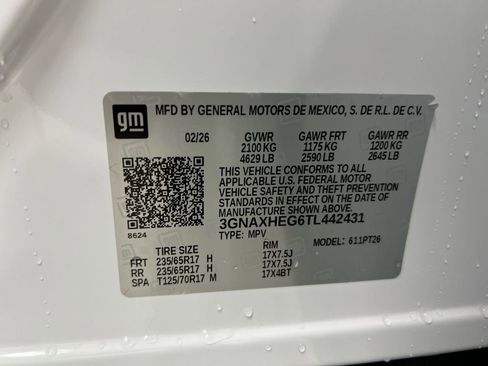 gm MFD BY GENERAL MOTORS DE MEXICO, S. DE R.L. DE C.V.
02/26 GVWR GAWR FRT GAWR RR
2100 KG 1175 KG 1200 KG
4629 LB 2590 LB 2645 LB
THIS VEHICLE CONFORMS TO ALL
APPLICABLE U.S. FEDERAL MOTOR
VEHICLE SAFETY AND THEFT PREVENTION
STANDARDS IN EFFECT ON THE DATE OF
MANUFACTURE SHOWN ABOVE.
3GNAXHEG6TL442431
8624 TYPE: MPV MODEL: 611PT26
TIRE SIZE RIM
FRT 235/65R17 H 17X7.5J
RR 235/65R17 H 17X7.5J
SPA T125/70R17 M 17X4BT